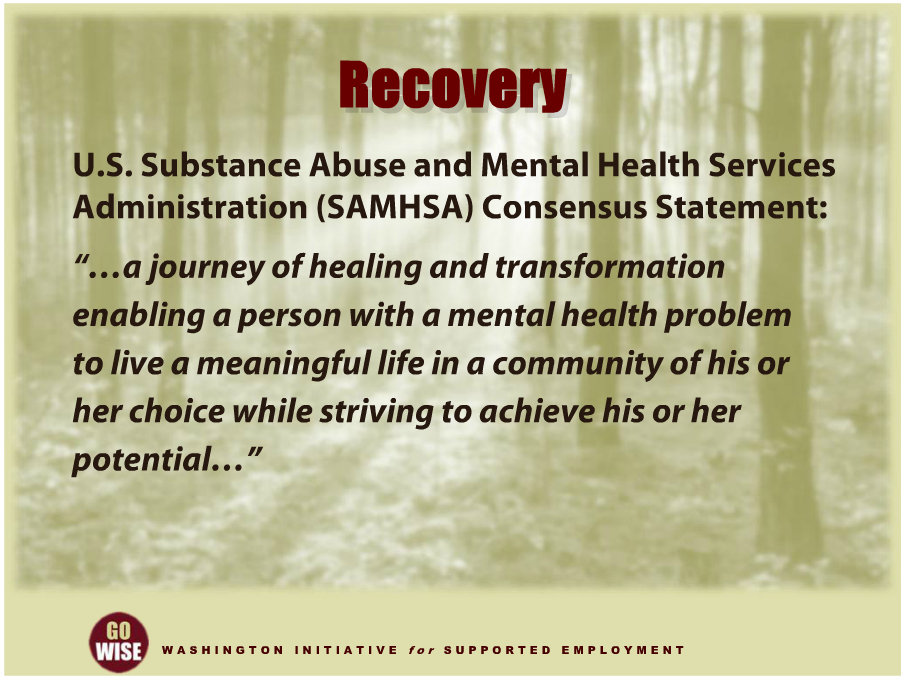 Recovery
U.S. Substance Abuse and Mental Health Services
Administration (SAMHSA) Consensus Statement:
“…a journey of healing and transformation
enabling a person with a mental health problem
to live a meaningful life in a community of his or
her choice while striving to achieve his or her
potential…”
GO
WISE
WASHINGTON INITIATIVE for SUPPORTED EMPLOYMENT